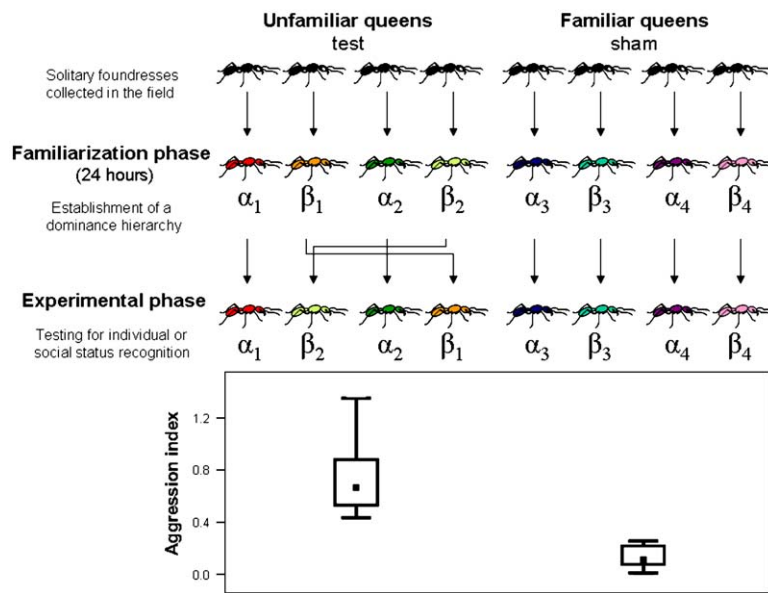 Unfamiliar queens
test
Familiar queens
sham
Solitary foundresses
collected in the field
Familiarization phase
(24 hours)
α1 β1 α2 β2 α3 β3 α4 β4
Establishment of a
dominance hierarchy
Experimental phase
Testing for individual or
social status recognition
α1 β2 α2 β1 α3 β3 α4 β4
Aggression index
1.2
0.8
0.4
0.0